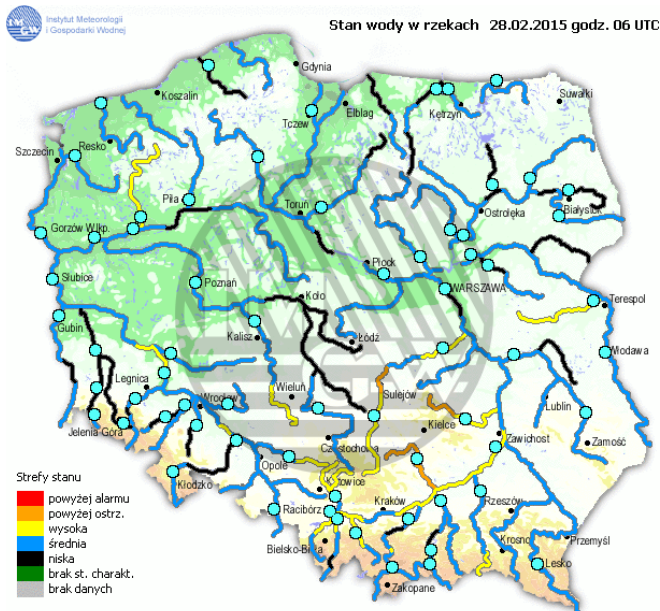 Instytut Meteorologii
i Gospodarki Wodnej
Stan wody w rzekach 28.02.2015 godz. 06 UTC
Gdynia
Koszalin
Suwałki
Tczew
Elbląg
Kętrzyn
Szczecin
Resko
Piła
Toruń
Ostrołęka
Białystok
Gorzów Wlkp.
Płock
Słubice
Poznań
Koło
WARSZAWA
Terespol
Gubin
Kalisz
Łódź
Włodawa
Legnica
Wieluń
Sulejów
Wrocław
Lublin
Jelenia Góra
Kielce
Zawichost
Zamość
Częstochowa
Opole
Kłodzko
Katowice
Racibórz
Kraków
Rzeszów
Bielsko-Biała
Krosno
Przemyśl
Lesko
Zakopane
Strefy stanu
powyżej alarmu
powyżej ostrz.
wysoka
średnia
niska
brak st. charakt.
brak danych